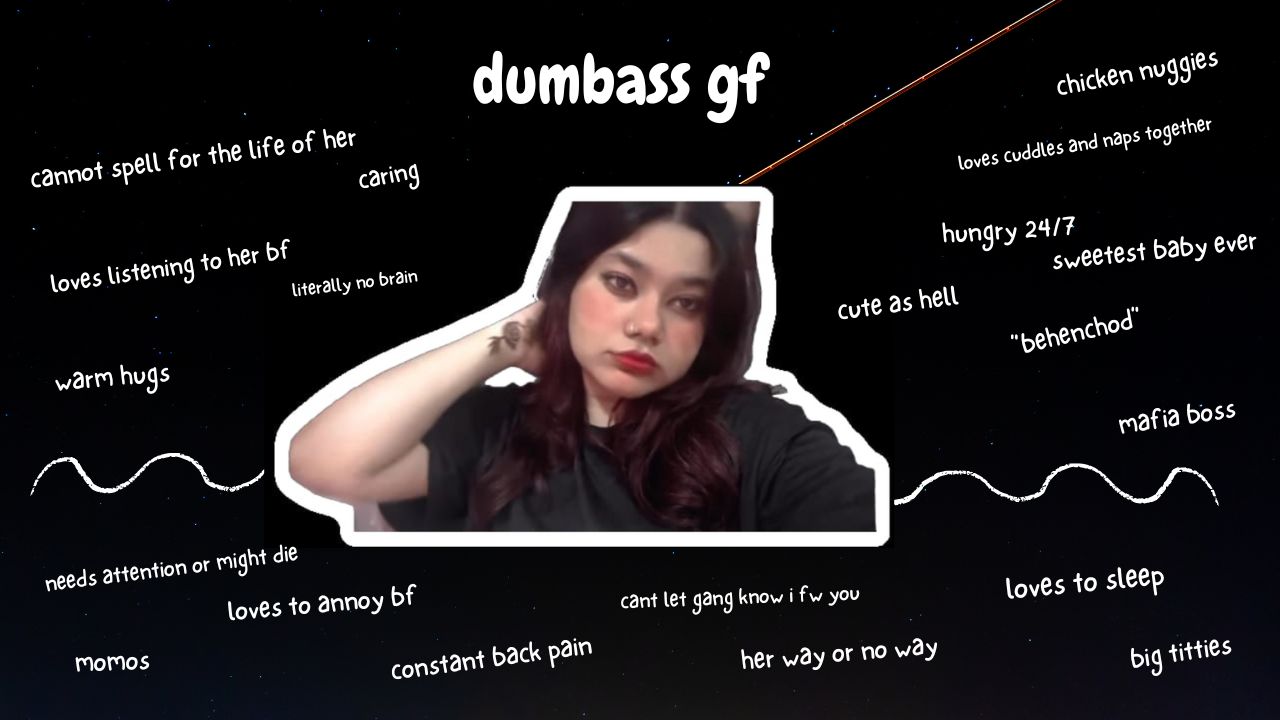 dumbass gf
chicken nuggies
cannot spell for the life of her
caring
loves cuddles and naps together
hungry 24/7
sweetest baby ever
loves listening to her bf
literally no brain
cute as hell
"behenchod"
warm hugs
mafia boss
needs attention or might die
loves to annoy bf
cant let gang know i fw you
loves to sleep
momos
constant back pain
her way or no way
big titties